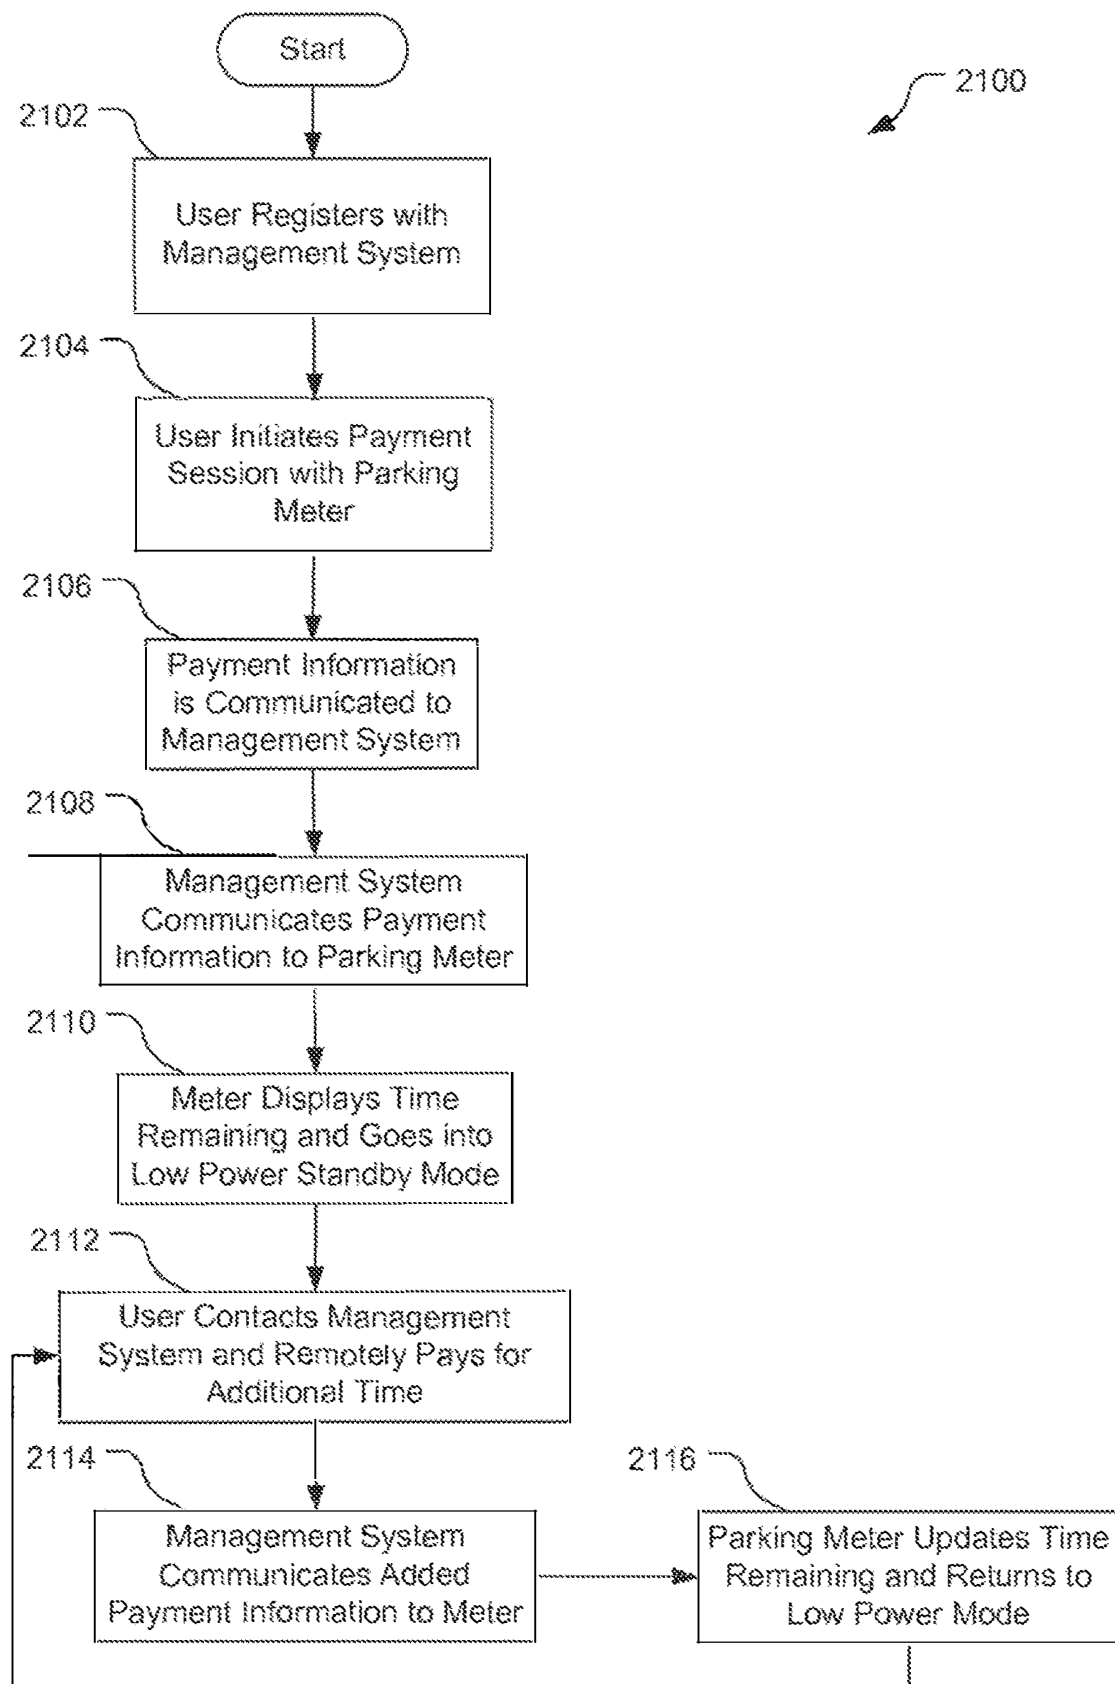 Start
2100
2102
User Registers with
Management System
2104
User Initiates Payment
Session with Parking
Meter
2106
Payment Information
is Communicated to
Management System
2108
Management System
Communicates Payment
Information to Parking Meter
2110
Meter Displays Time
Remaining and Goes into
Low Power Standby Mode
2112
User Contacts Management
System and Remotely Pays for
Additional Time
2114
Management System
Communicates Added
Payment Information to Meter
2116
Parking Meter Updates Time
Remaining and Returns to
Low Power Mode